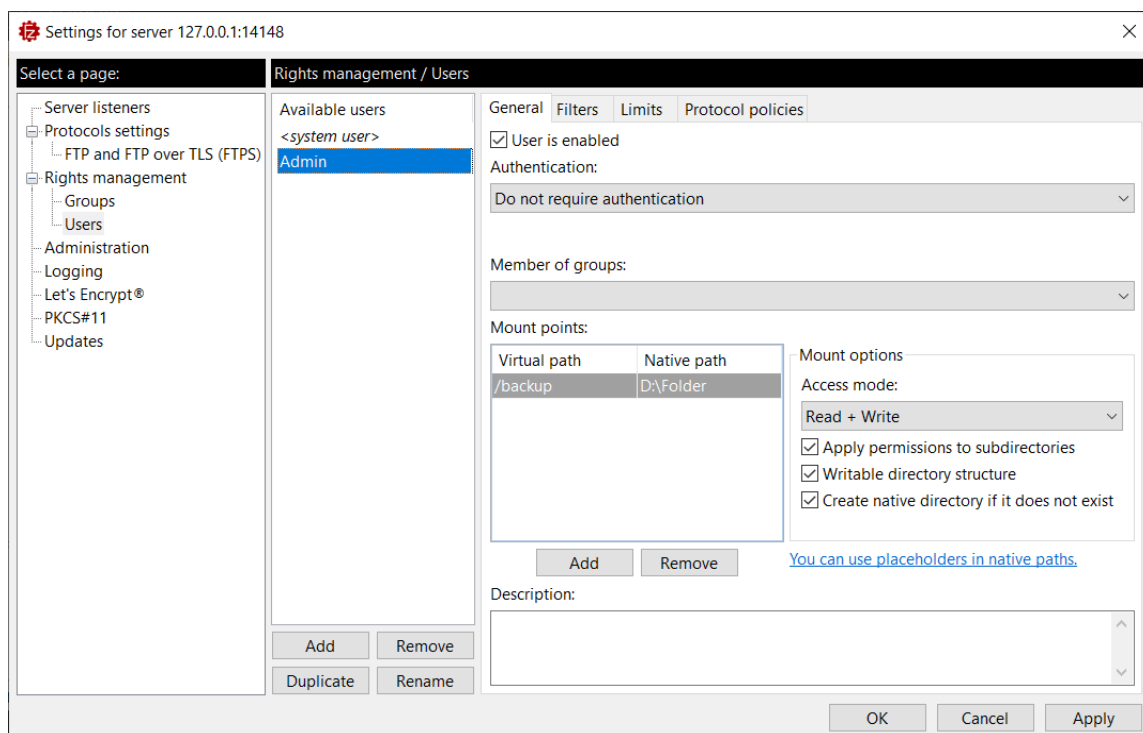 Settings for server 127.0.0.1:14148
Select a page:
Rights management / Users
Server listeners
Protocols settings
FTP and FTP over TLS (FTPS)
Rights management
Groups
Users
Administration
Logging
Let's Encrypt®
PKCS#11
Updates
Available users
<system user>
Admin
Add Remove
Duplicate Rename
General Filters Limits Protocol policies
User is enabled
Authentication:
Do not require authentication
Member of groups:
Mount points:
Virtual path Native path
/backup D:\Folder
Add Remove
Mount options
Access mode:
Read + Write
Apply permissions to subdirectories
Writable directory structure
Create native directory if it does not exist
You can use placeholders in native paths.
Description:
OK Cancel Apply